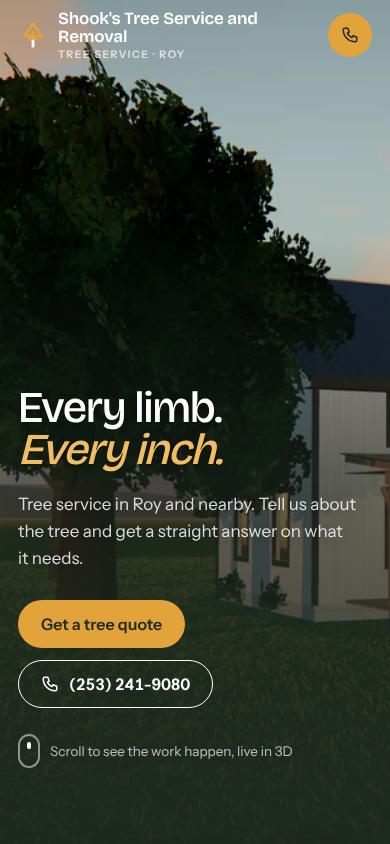 Shook's Tree Service and
Removal
TREE SERVICE · ROY
Every limb.
Every inch.
Tree service in Roy and nearby. Tell us about
the tree and get a straight answer on what
it needs.
Get a tree quote
(253) 241-9080
Scroll to see the work happen, live in 3D